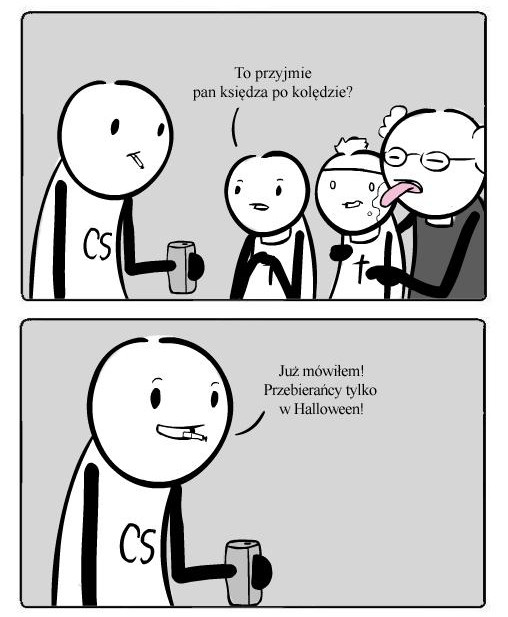 To przyjmie
pan księdza po kolędzie?
CS
Już mówiłem!
Przebierańcy tylko
w Halloween!
CS